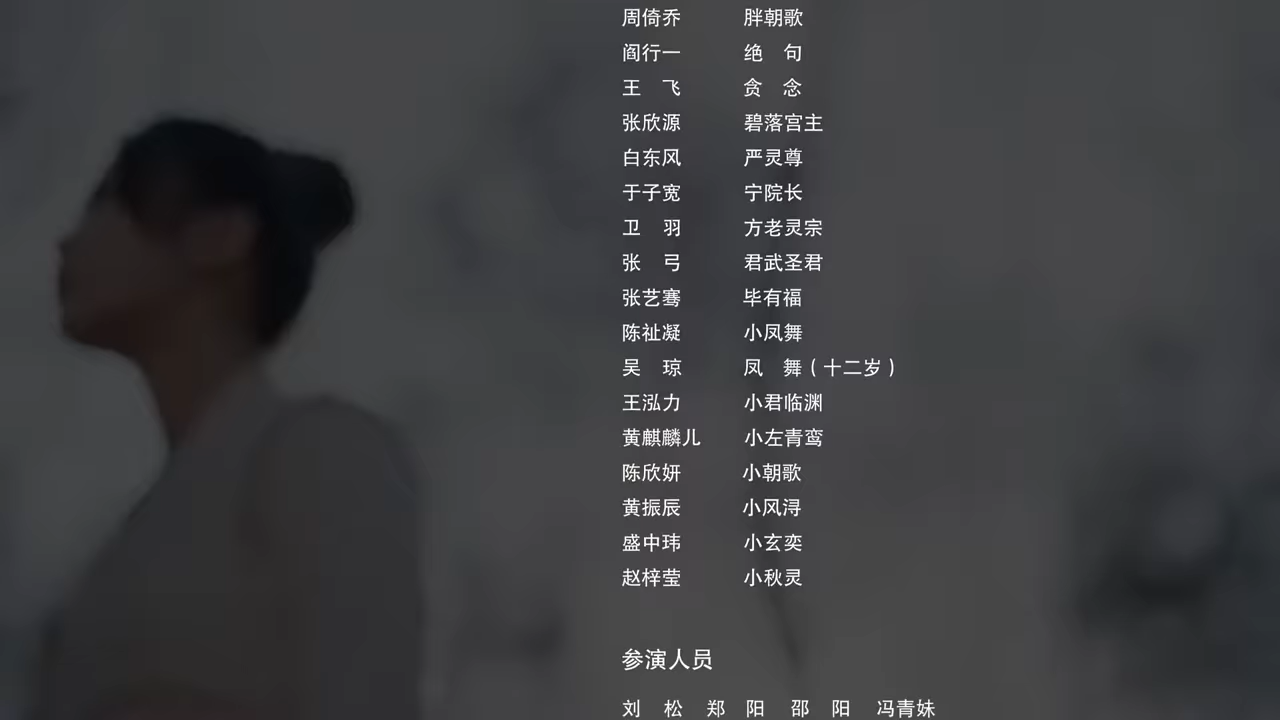 周倚乔 胖朝歌
阎行一 绝 句
王 飞 贪 念
张欣源 碧落宫主
白东风 严灵尊
于子宽 宁院长
卫 羽 方老灵宗
张 弓 君武圣君
张艺骞 毕有福
陈祉凝 小凤舞
吴 琼 凤 舞（十二岁）
王泓力 小君临渊
黄麒麟儿 小左青鸾
陈欣妍 小朝歌
黄振辰 小风浔
盛中玮 小玄奕
赵梓莹 小秋灵
参演人员
刘 松 郑 阳 邵 阳 冯青妹